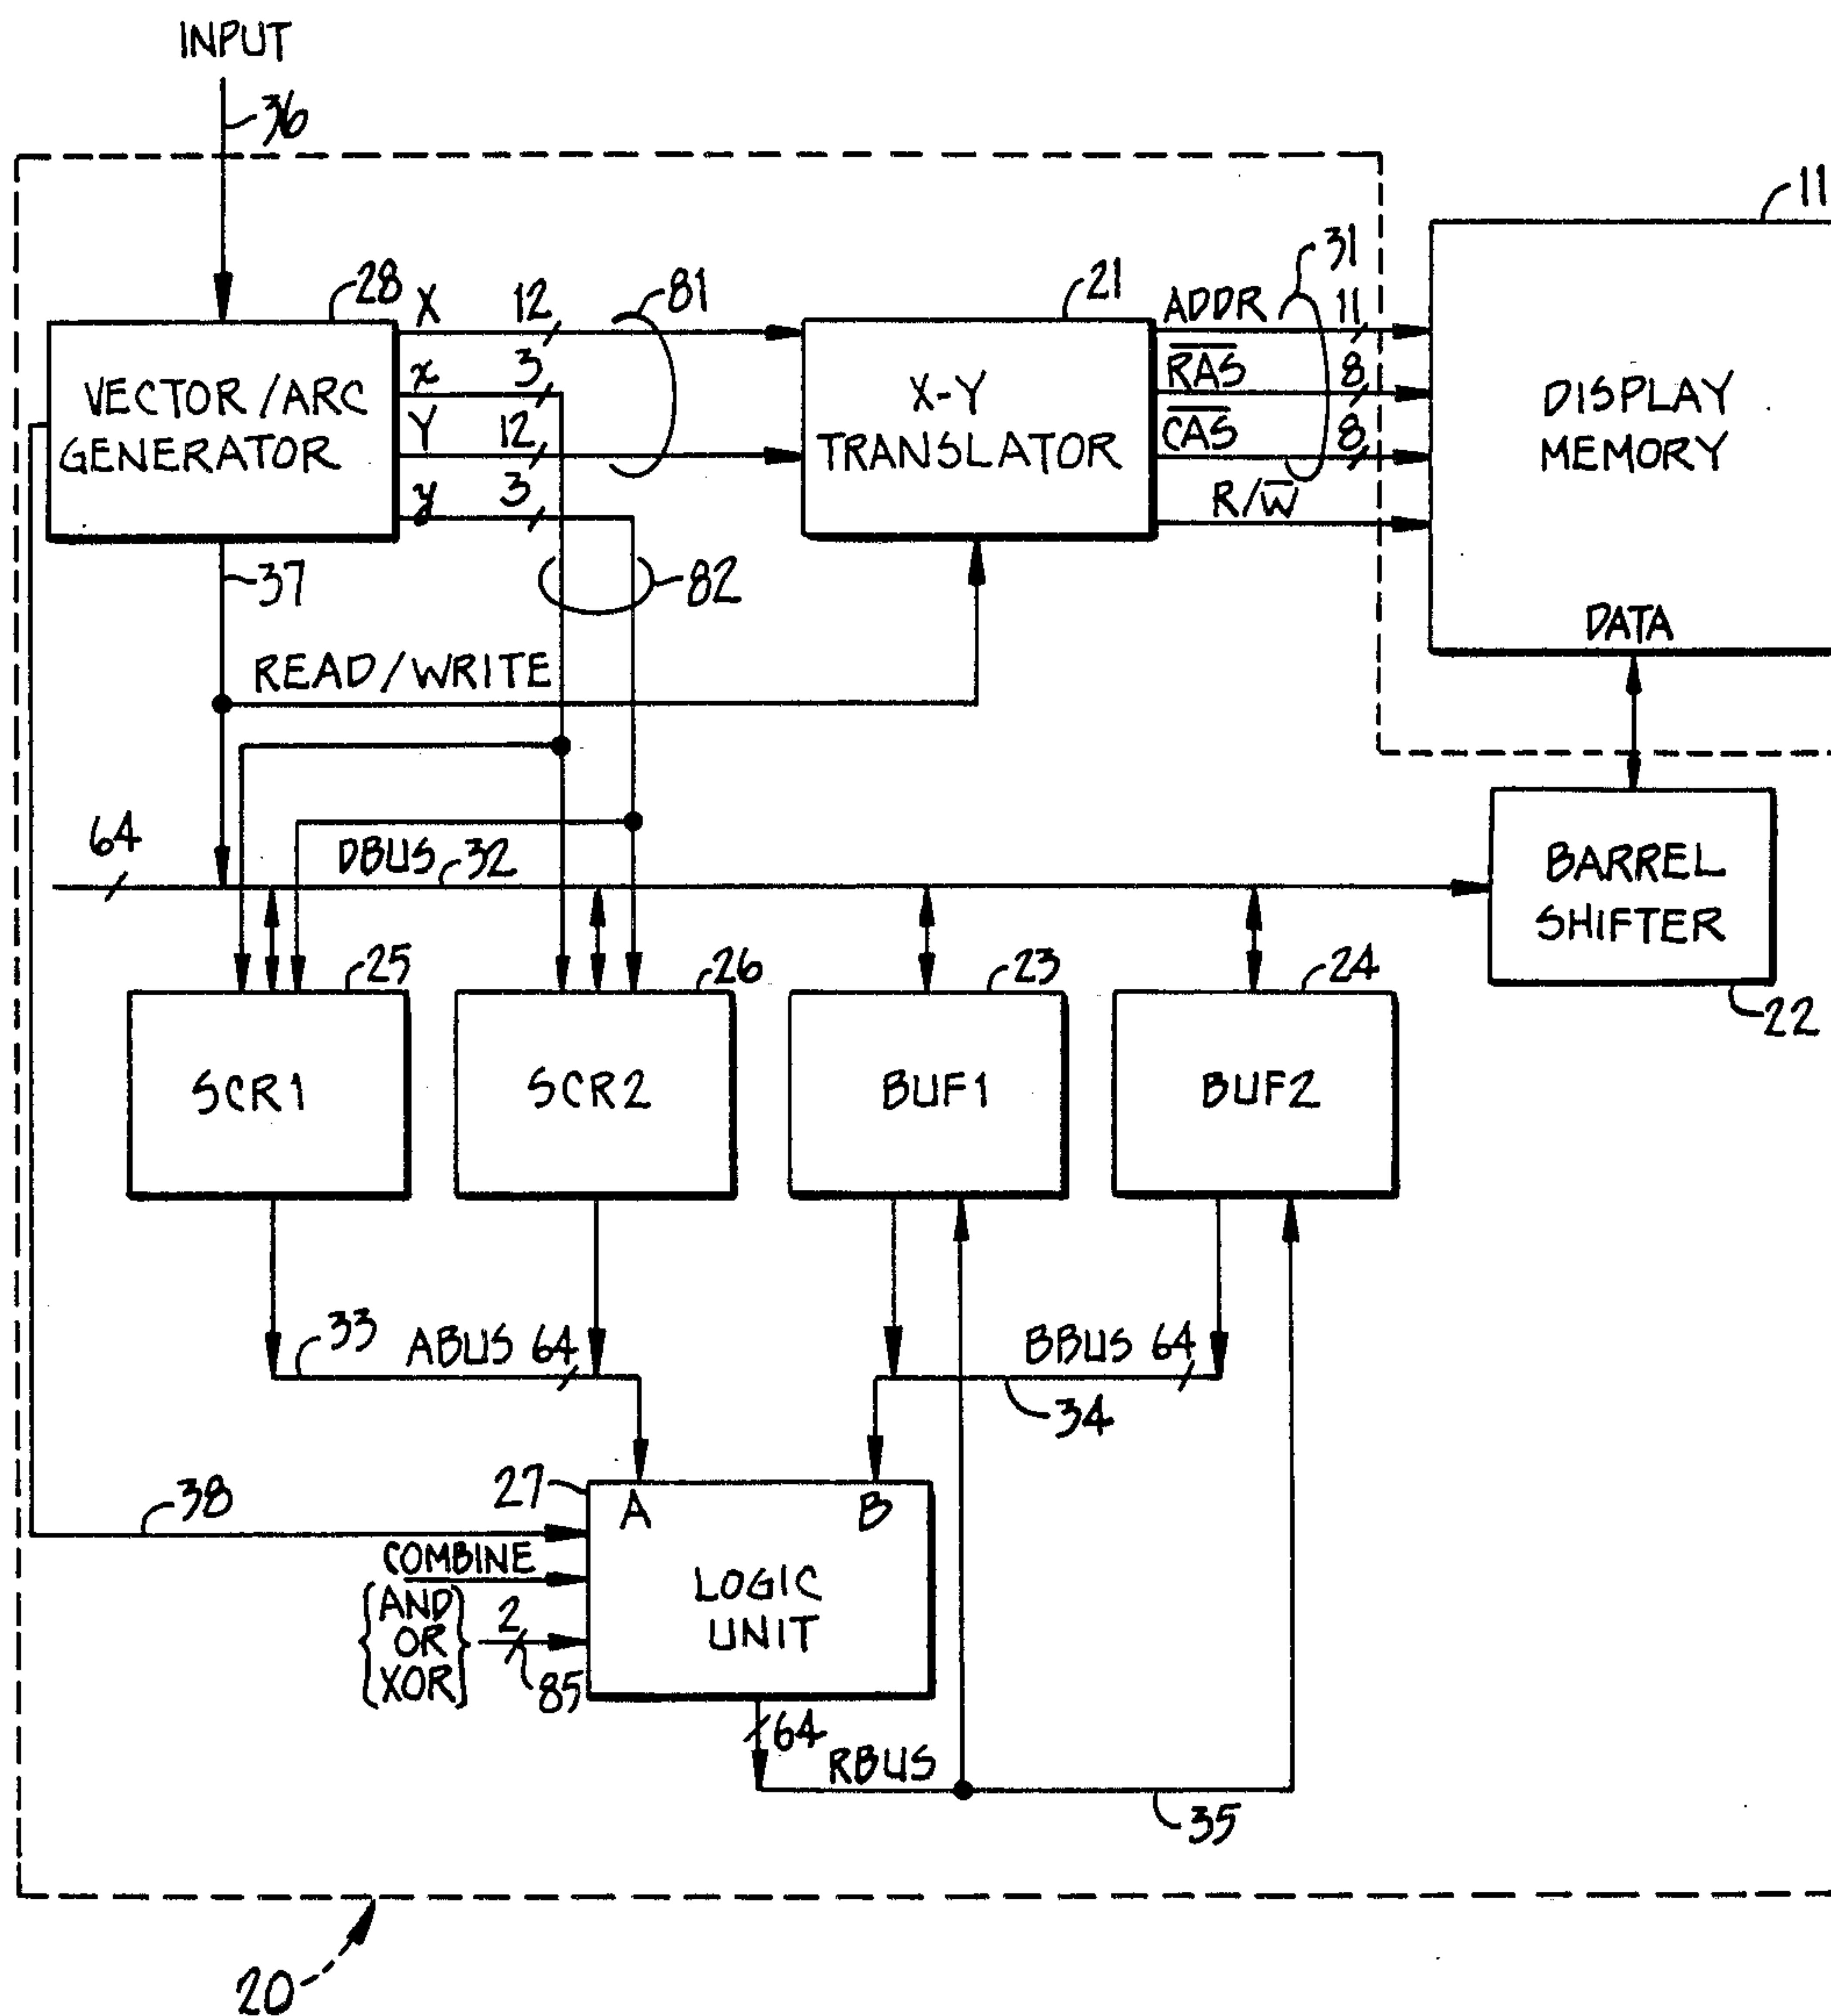 INPUT
36
11
28
X 12
81
21
ADDR 11
31
x 3
RAS 8
VECTOR/ARC
GENERATOR
X-Y
TRANSLATOR
DISPLAY
MEMORY
Y 12
CAS 8
y 3
R/W
37
82
DATA
READ/WRITE
64
DBUS 32
BARREL
SHIFTER
22
25
26
23
24
SCR1
SCR2
BUF1
BUF2
33
ABUS 64
BBUS 64
34
38
27
A
B
COMBINE
LOGIC
UNIT
AND
OR
XOR
2
85
64
RBUS
35
20